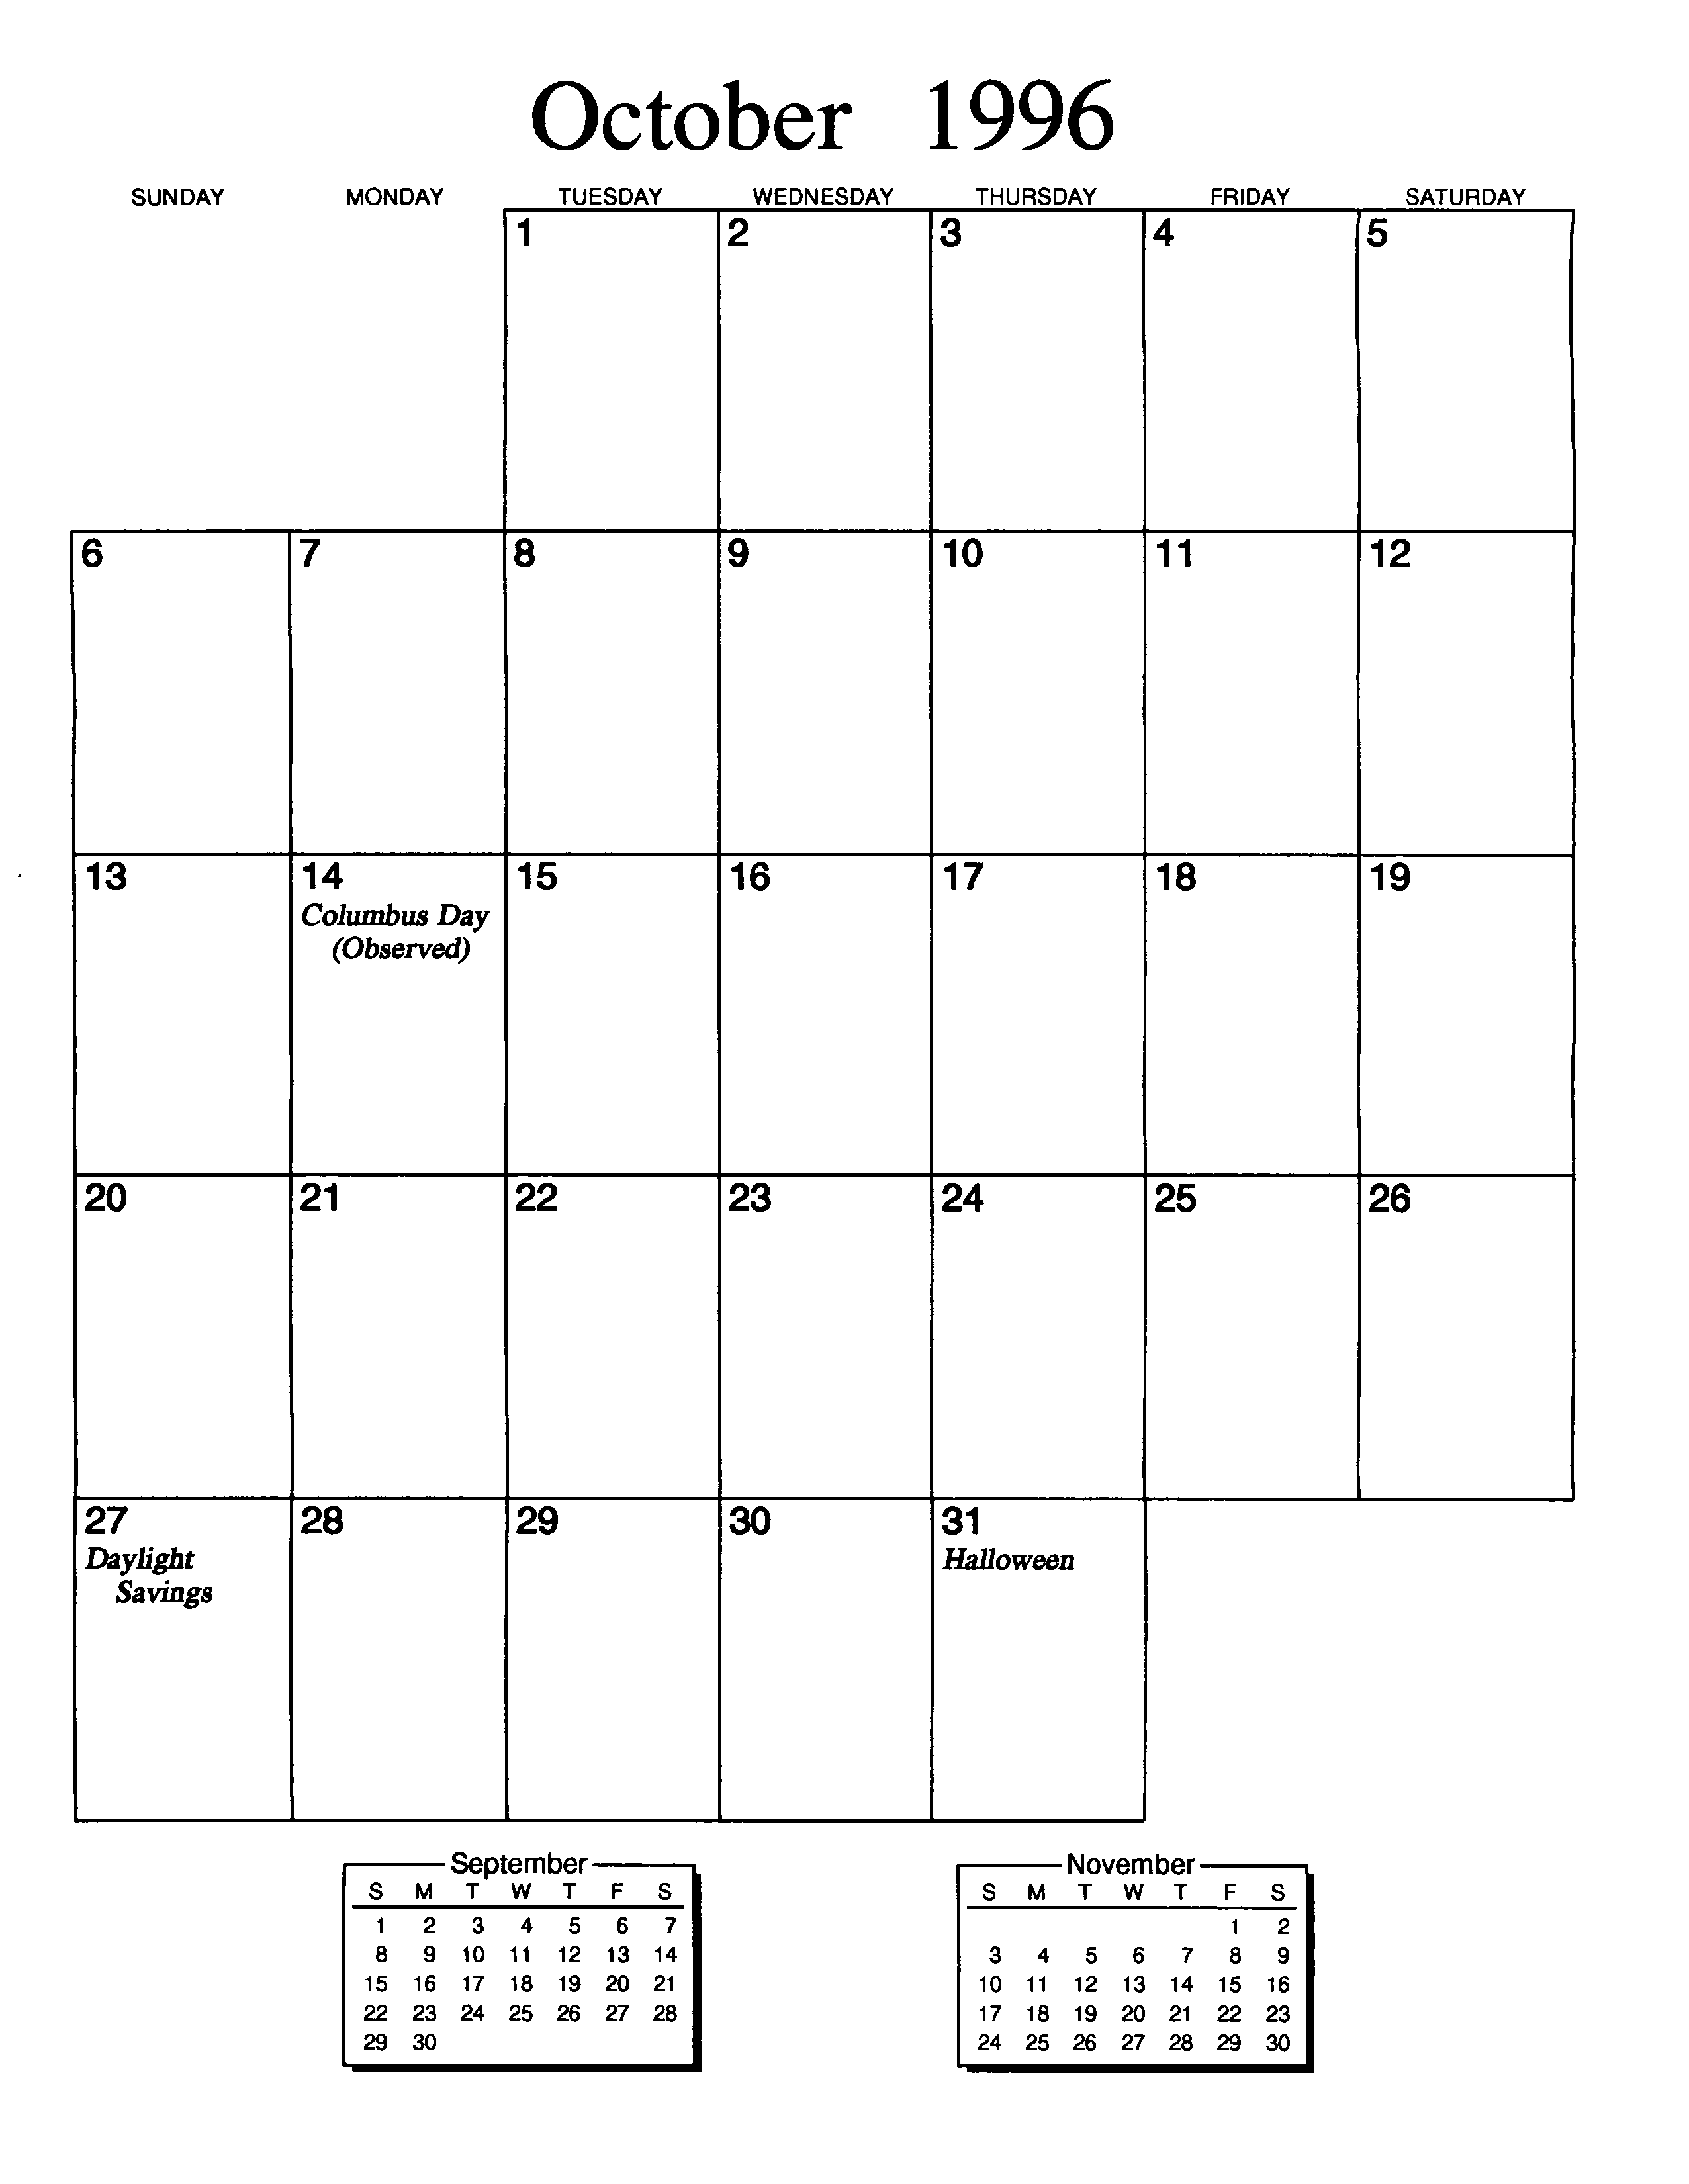 October 1996
SUNDAY MONDAY TUESDAY WEDNESDAY THURSDAY FRIDAY SATURDAY
1 2 3 4 5
6 7 8 9 10 11 12
13 14 15 16 17 18 19
Columbus Day
(Observed)
20 21 22 23 24 25 26
27 28 29 30 31
Daylight Halloween
Savings
September
S M T W T F S
1 2 3 4 5 6 7
8 9 10 11 12 13 14
15 16 17 18 19 20 21
22 23 24 25 26 27 28
29 30
November
S M T W T F S
1 2
3 4 5 6 7 8 9
10 11 12 13 14 15 16
17 18 19 20 21 22 23
24 25 26 27 28 29 30